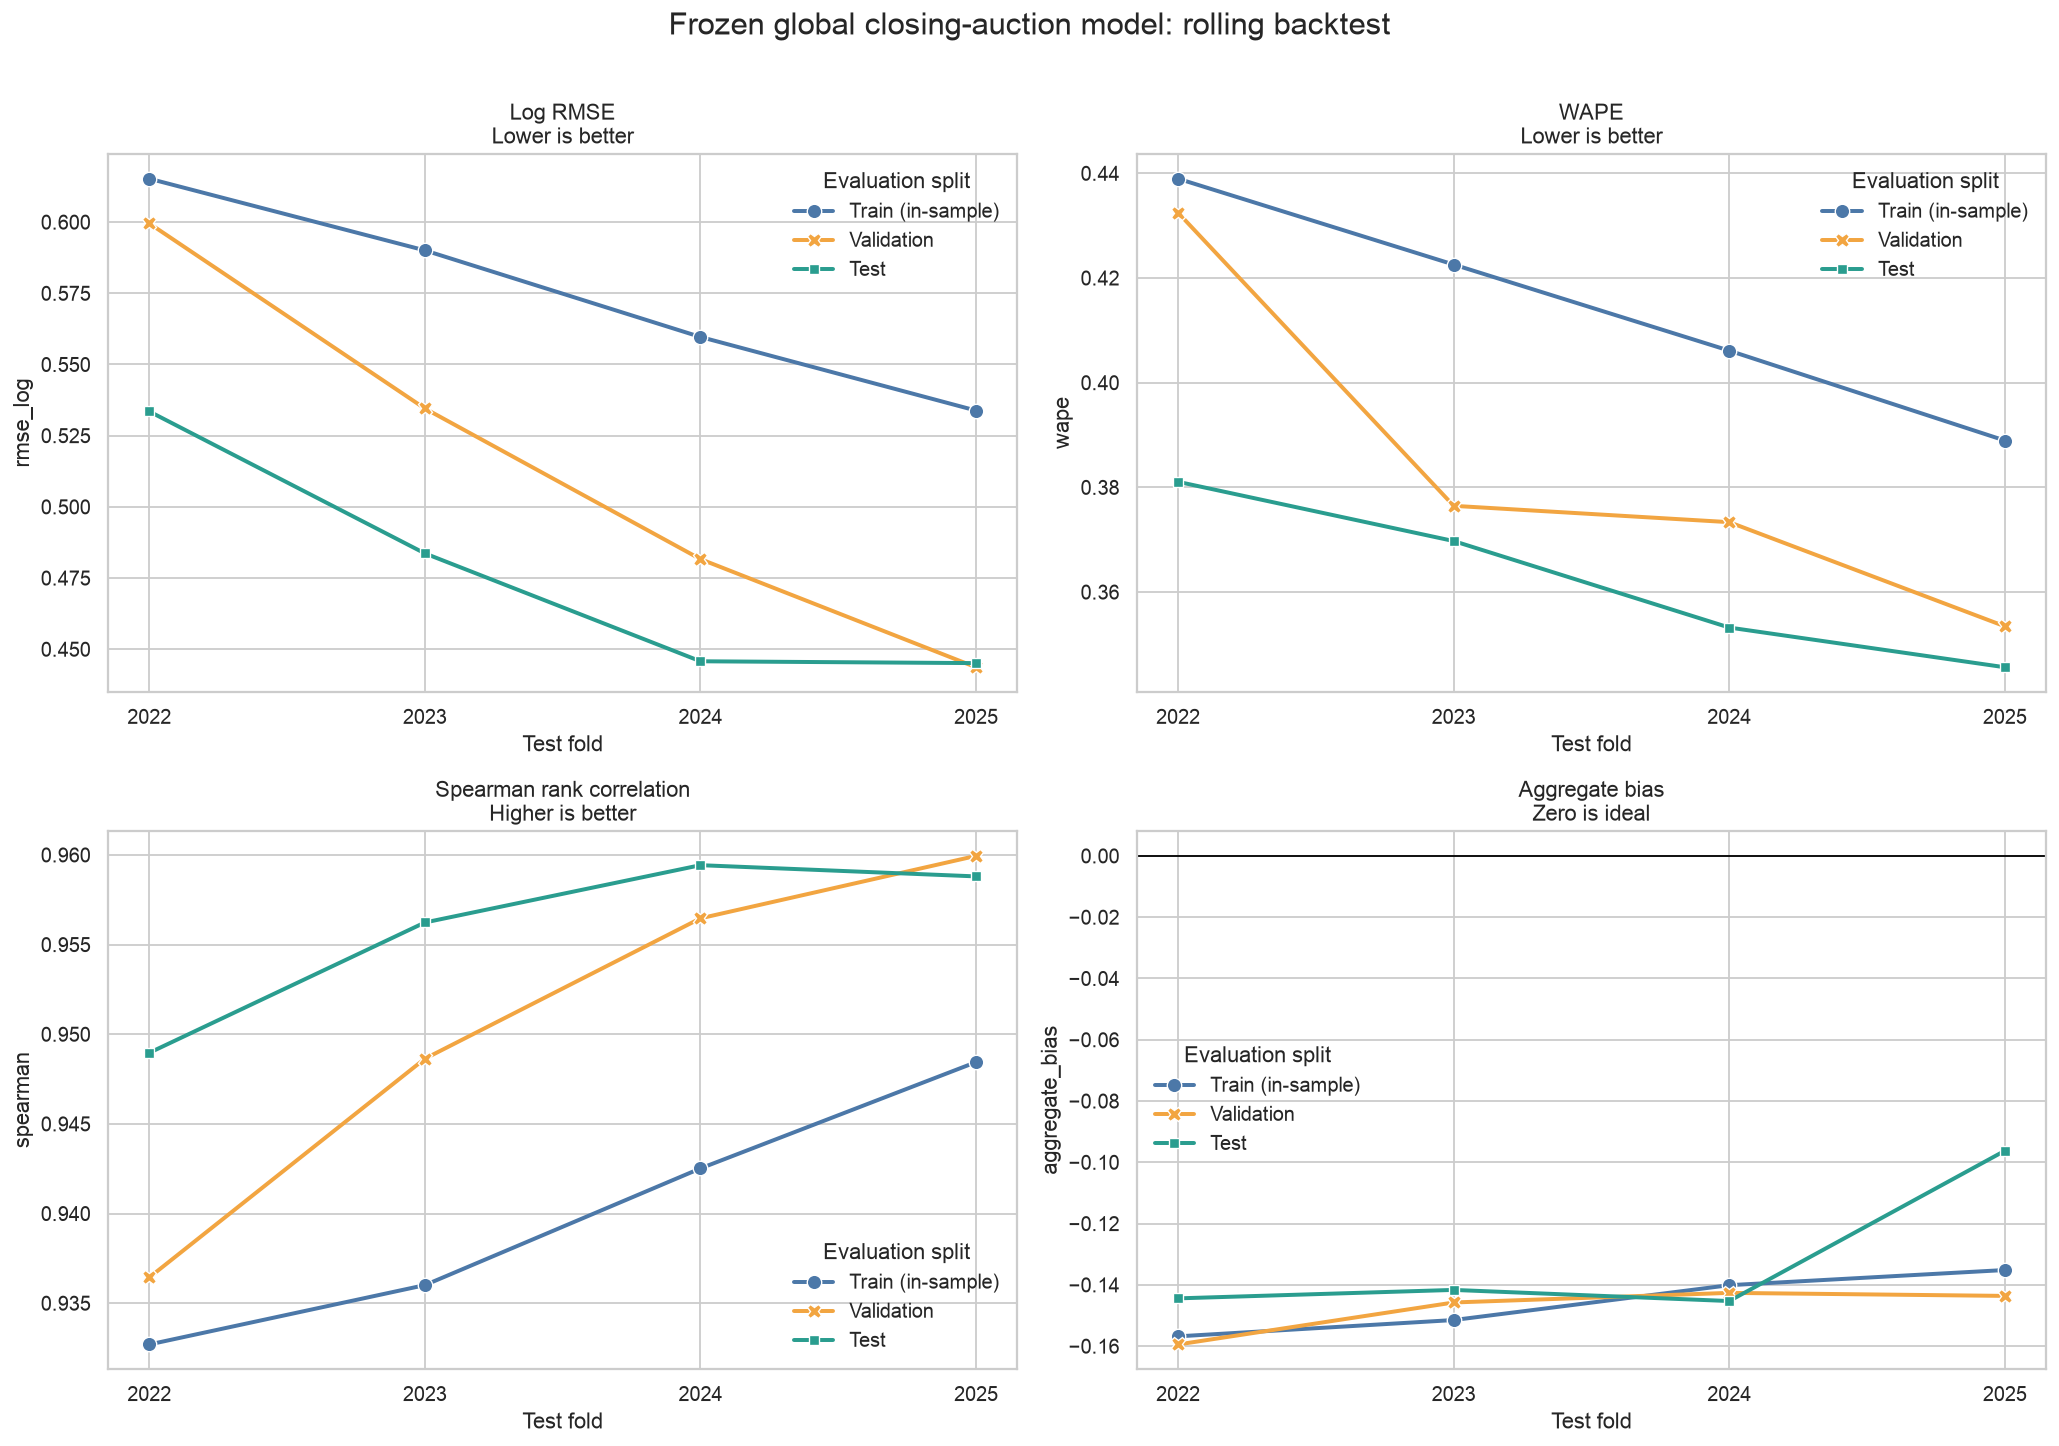 Frozen global closing-auction model: rolling backtest
Log RMSE
Lower is better
Evaluation split
Train (in-sample)
Validation
Test
rmse_log
0.600
0.575
0.550
0.525
0.500
0.475
0.450
2022
2023
2024
2025
Test fold
WAPE
Lower is better
Evaluation split
Train (in-sample)
Validation
Test
wape
0.44
0.42
0.40
0.38
0.36
2022
2023
2024
2025
Test fold
Spearman rank correlation
Higher is better
spearman
0.960
0.955
0.950
0.945
0.940
0.935
Evaluation split
Train (in-sample)
Validation
Test
2022
2023
2024
2025
Test fold
Aggregate bias
Zero is ideal
aggregate_bias
0.00
−0.02
−0.04
−0.06
−0.08
−0.10
−0.12
−0.14
−0.16
Evaluation split
Train (in-sample)
Validation
Test
2022
2023
2024
2025
Test fold